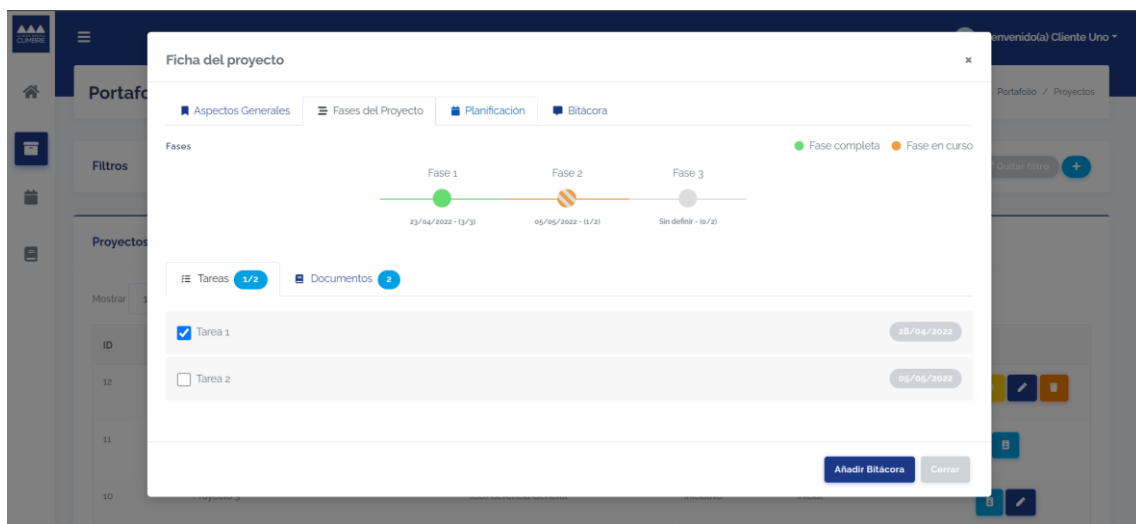 CUMBRE
envenido(a) Cliente Uno
Ficha del proyecto
×
Portafo
Portafolio / Proyectos
Aspectos Generales
Fases del Proyecto
Planificación
Bitácora
Fases
Fase completa
Fase en curso
Filtros
Quitar filtro
+
Fase 1
Fase 2
Fase 3
23/04/2022 - (3/3)
05/05/2022 - (1/2)
Sin definir - (0/2)
Proyectos
Tareas 1/2
Documentos 2
Mostrar 1
Tarea 1
28/04/2022
ID
Tarea 2
05/05/2022
12
11
Añadir Bitácora
Cerrar
10